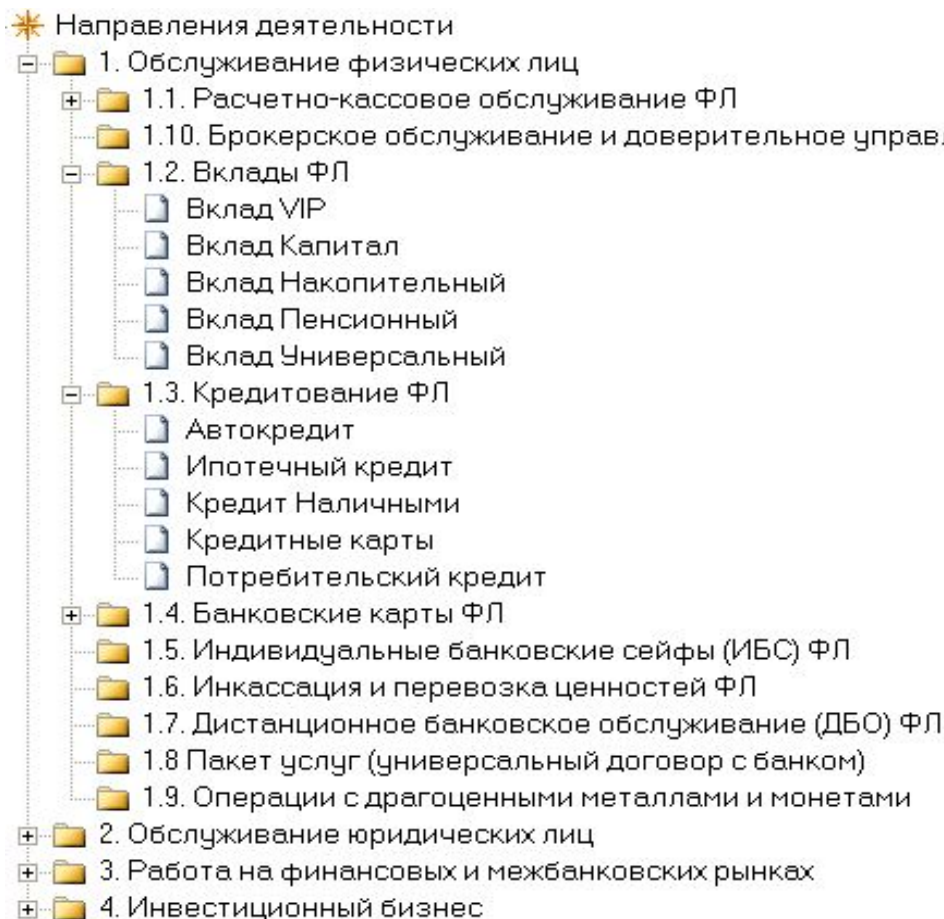 Направления деятельности
1. Обслуживание физических лиц
1.1. Расчетно-кассовое обслуживание ФЛ
1.10. Брокерское обслуживание и доверительное управл
1.2. Вклады ФЛ
Вклад VIP
Вклад Капитал
Вклад Накопительный
Вклад Пенсионный
Вклад Универсальный
1.3. Кредитование ФЛ
Автокредит
Ипотечный кредит
Кредит Наличными
Кредитные карты
Потребительский кредит
1.4. Банковские карты ФЛ
1.5. Индивидуальные банковские сейфы (ИБС) ФЛ
1.6. Инкассация и перевозка ценностей ФЛ
1.7. Дистанционное банковское обслуживание (ДБО) ФЛ
1.8 Пакет услуг (универсальный договор с банком)
1.9. Операции с драгоценными металлами и монетами
2. Обслуживание юридических лиц
3. Работа на финансовых и межбанковских рынках
4. Инвестиционный бизнес